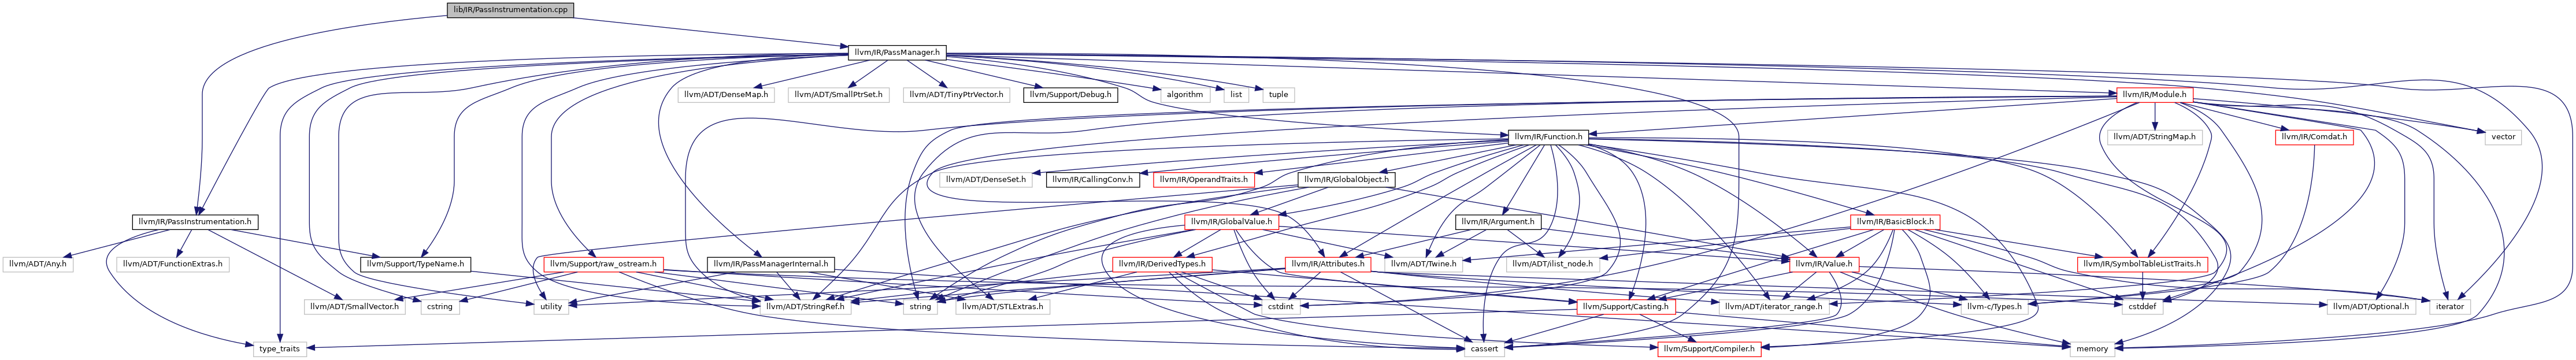 lib/IR/PassInstrumentation.cpp
llvm/IR/PassManager.h
llvm/ADT/DenseMap.h
llvm/ADT/SmallPtrSet.h
llvm/ADT/TinyPtrVector.h
llvm/Support/Debug.h
algorithm
list
tuple
llvm/IR/Module.h
llvm/IR/Function.h
llvm/ADT/StringMap.h
llvm/IR/Comdat.h
vector
llvm/ADT/DenseSet.h
llvm/IR/CallingConv.h
llvm/IR/OperandTraits.h
llvm/IR/GlobalObject.h
llvm/IR/PassInstrumentation.h
llvm/IR/GlobalValue.h
llvm/IR/Argument.h
llvm/IR/BasicBlock.h
llvm/ADT/Any.h
llvm/ADT/FunctionExtras.h
llvm/Support/TypeName.h
llvm/Support/raw_ostream.h
llvm/IR/PassManagerInternal.h
llvm/IR/DerivedTypes.h
llvm/IR/Attributes.h
llvm/ADT/Twine.h
llvm/ADT/ilist_node.h
llvm/IR/Value.h
llvm/IR/SymbolTableListTraits.h
llvm/ADT/SmallVector.h
cstring
utility
llvm/ADT/StringRef.h
string
llvm/ADT/STLExtras.h
cstdint
llvm/Support/Casting.h
llvm/ADT/iterator_range.h
llvm-c/Types.h
cstddef
llvm/ADT/Optional.h
iterator
type_traits
cassert
llvm/Support/Compiler.h
memory